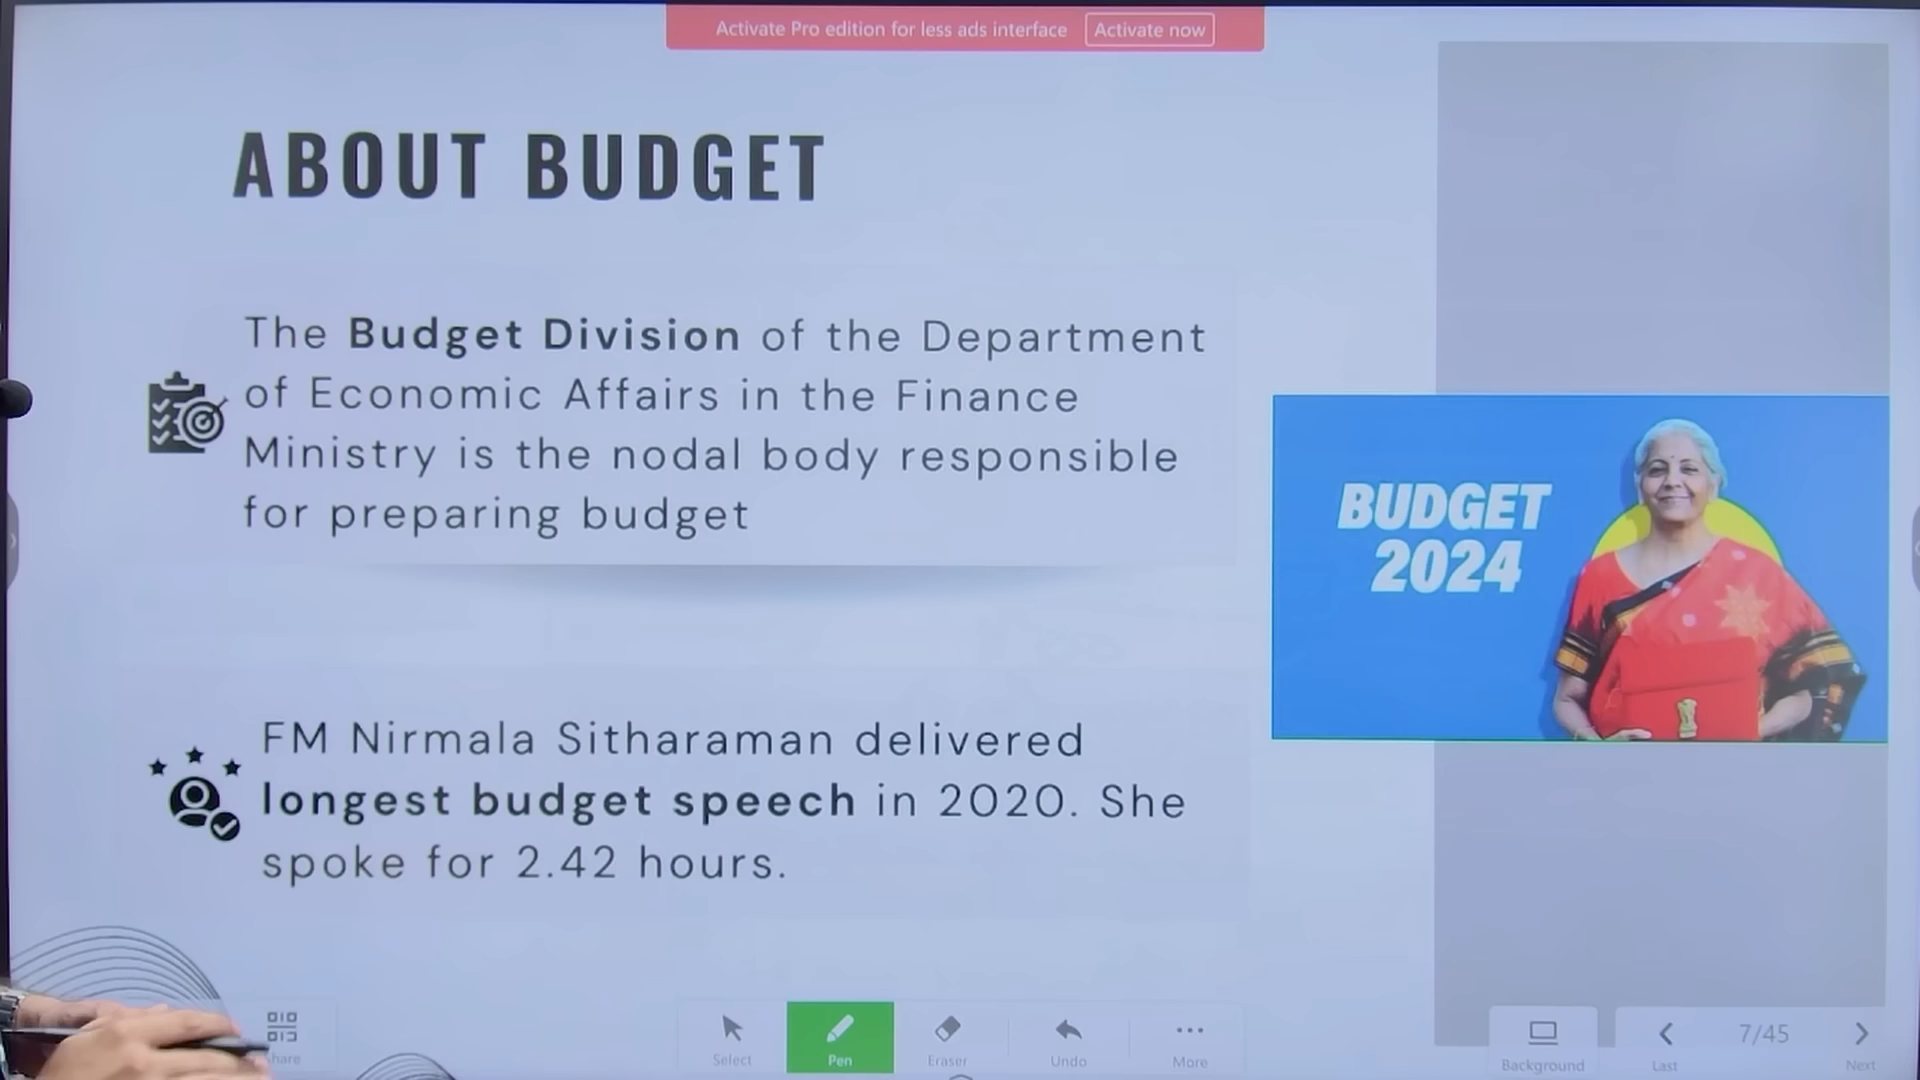 Activate Pro edition for less ads interface
Activate now
ABOUT BUDGET
The Budget Division of the Department
of Economic Affairs in the Finance
Ministry is the nodal body responsible
for preparing budget
BUDGET
2024
FM Nirmala Sitharaman delivered
longest budget speech in 2020. She
spoke for 2.42 hours.
Select
Pen
Eraser
Undo
More
Background
Last
7/45
Next